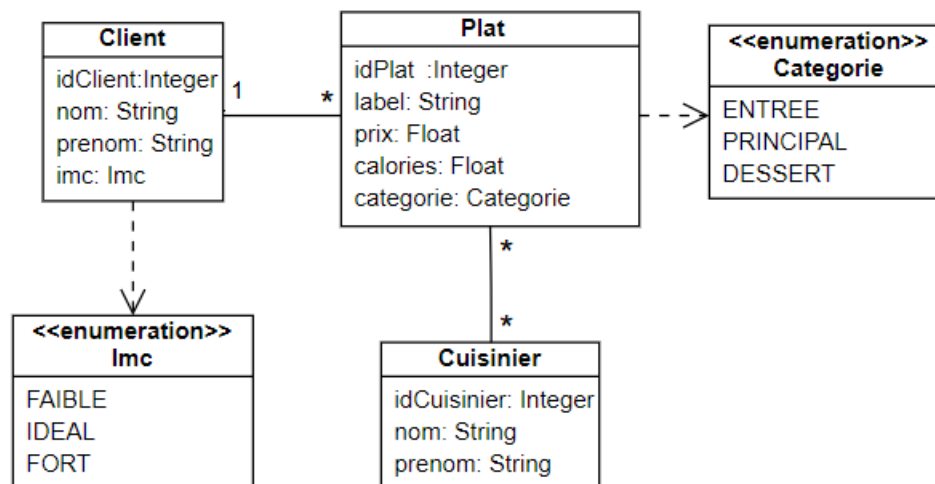 Client
idClient:Integer
nom: String
prenom: String
imc: Imc
1
*
Plat
idPlat :Integer
label: String
prix: Float
calories: Float
categorie: Categorie
<<enumeration>>
Categorie
ENTREE
PRINCIPAL
DESSERT
*
*
<<enumeration>>
Imc
FAIBLE
IDEAL
FORT
Cuisinier
idCuisinier: Integer
nom: String
prenom: String